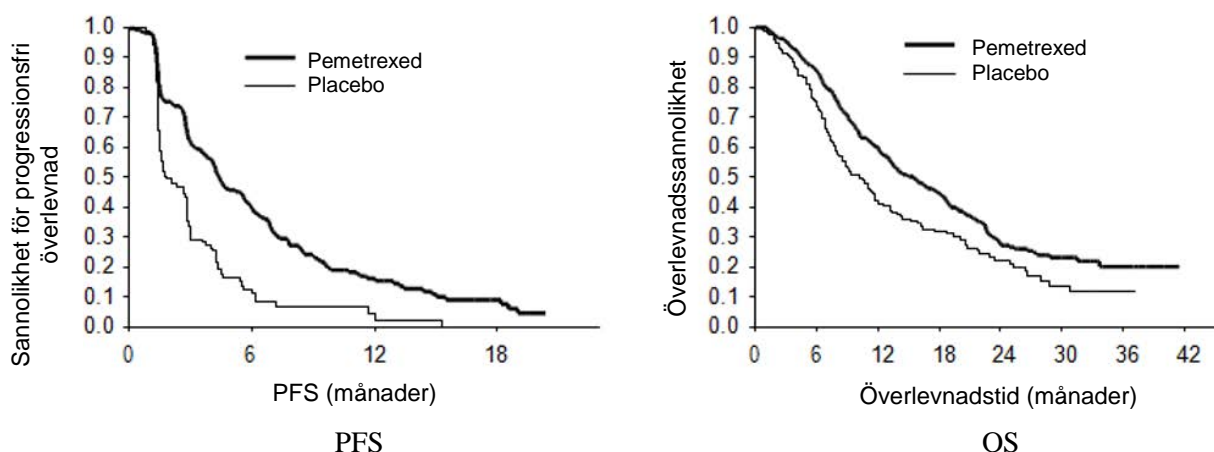 1.0
0.9
0.8
0.7
0.6
0.5
0.4
0.3
0.2
0.1
0.0
Sannolikhet för progressionsfri
överlevnad
Pemetrexed
Placebo
0 6 12 18
PFS (månader)
PFS
1.0
0.9
0.8
0.7
0.6
0.5
0.4
0.3
0.2
0.1
0.0
Överlevnadssannolikhet
Pemetrexed
Placebo
0 6 12 18 24 30 36 42
Överlevnadstid (månader)
OS